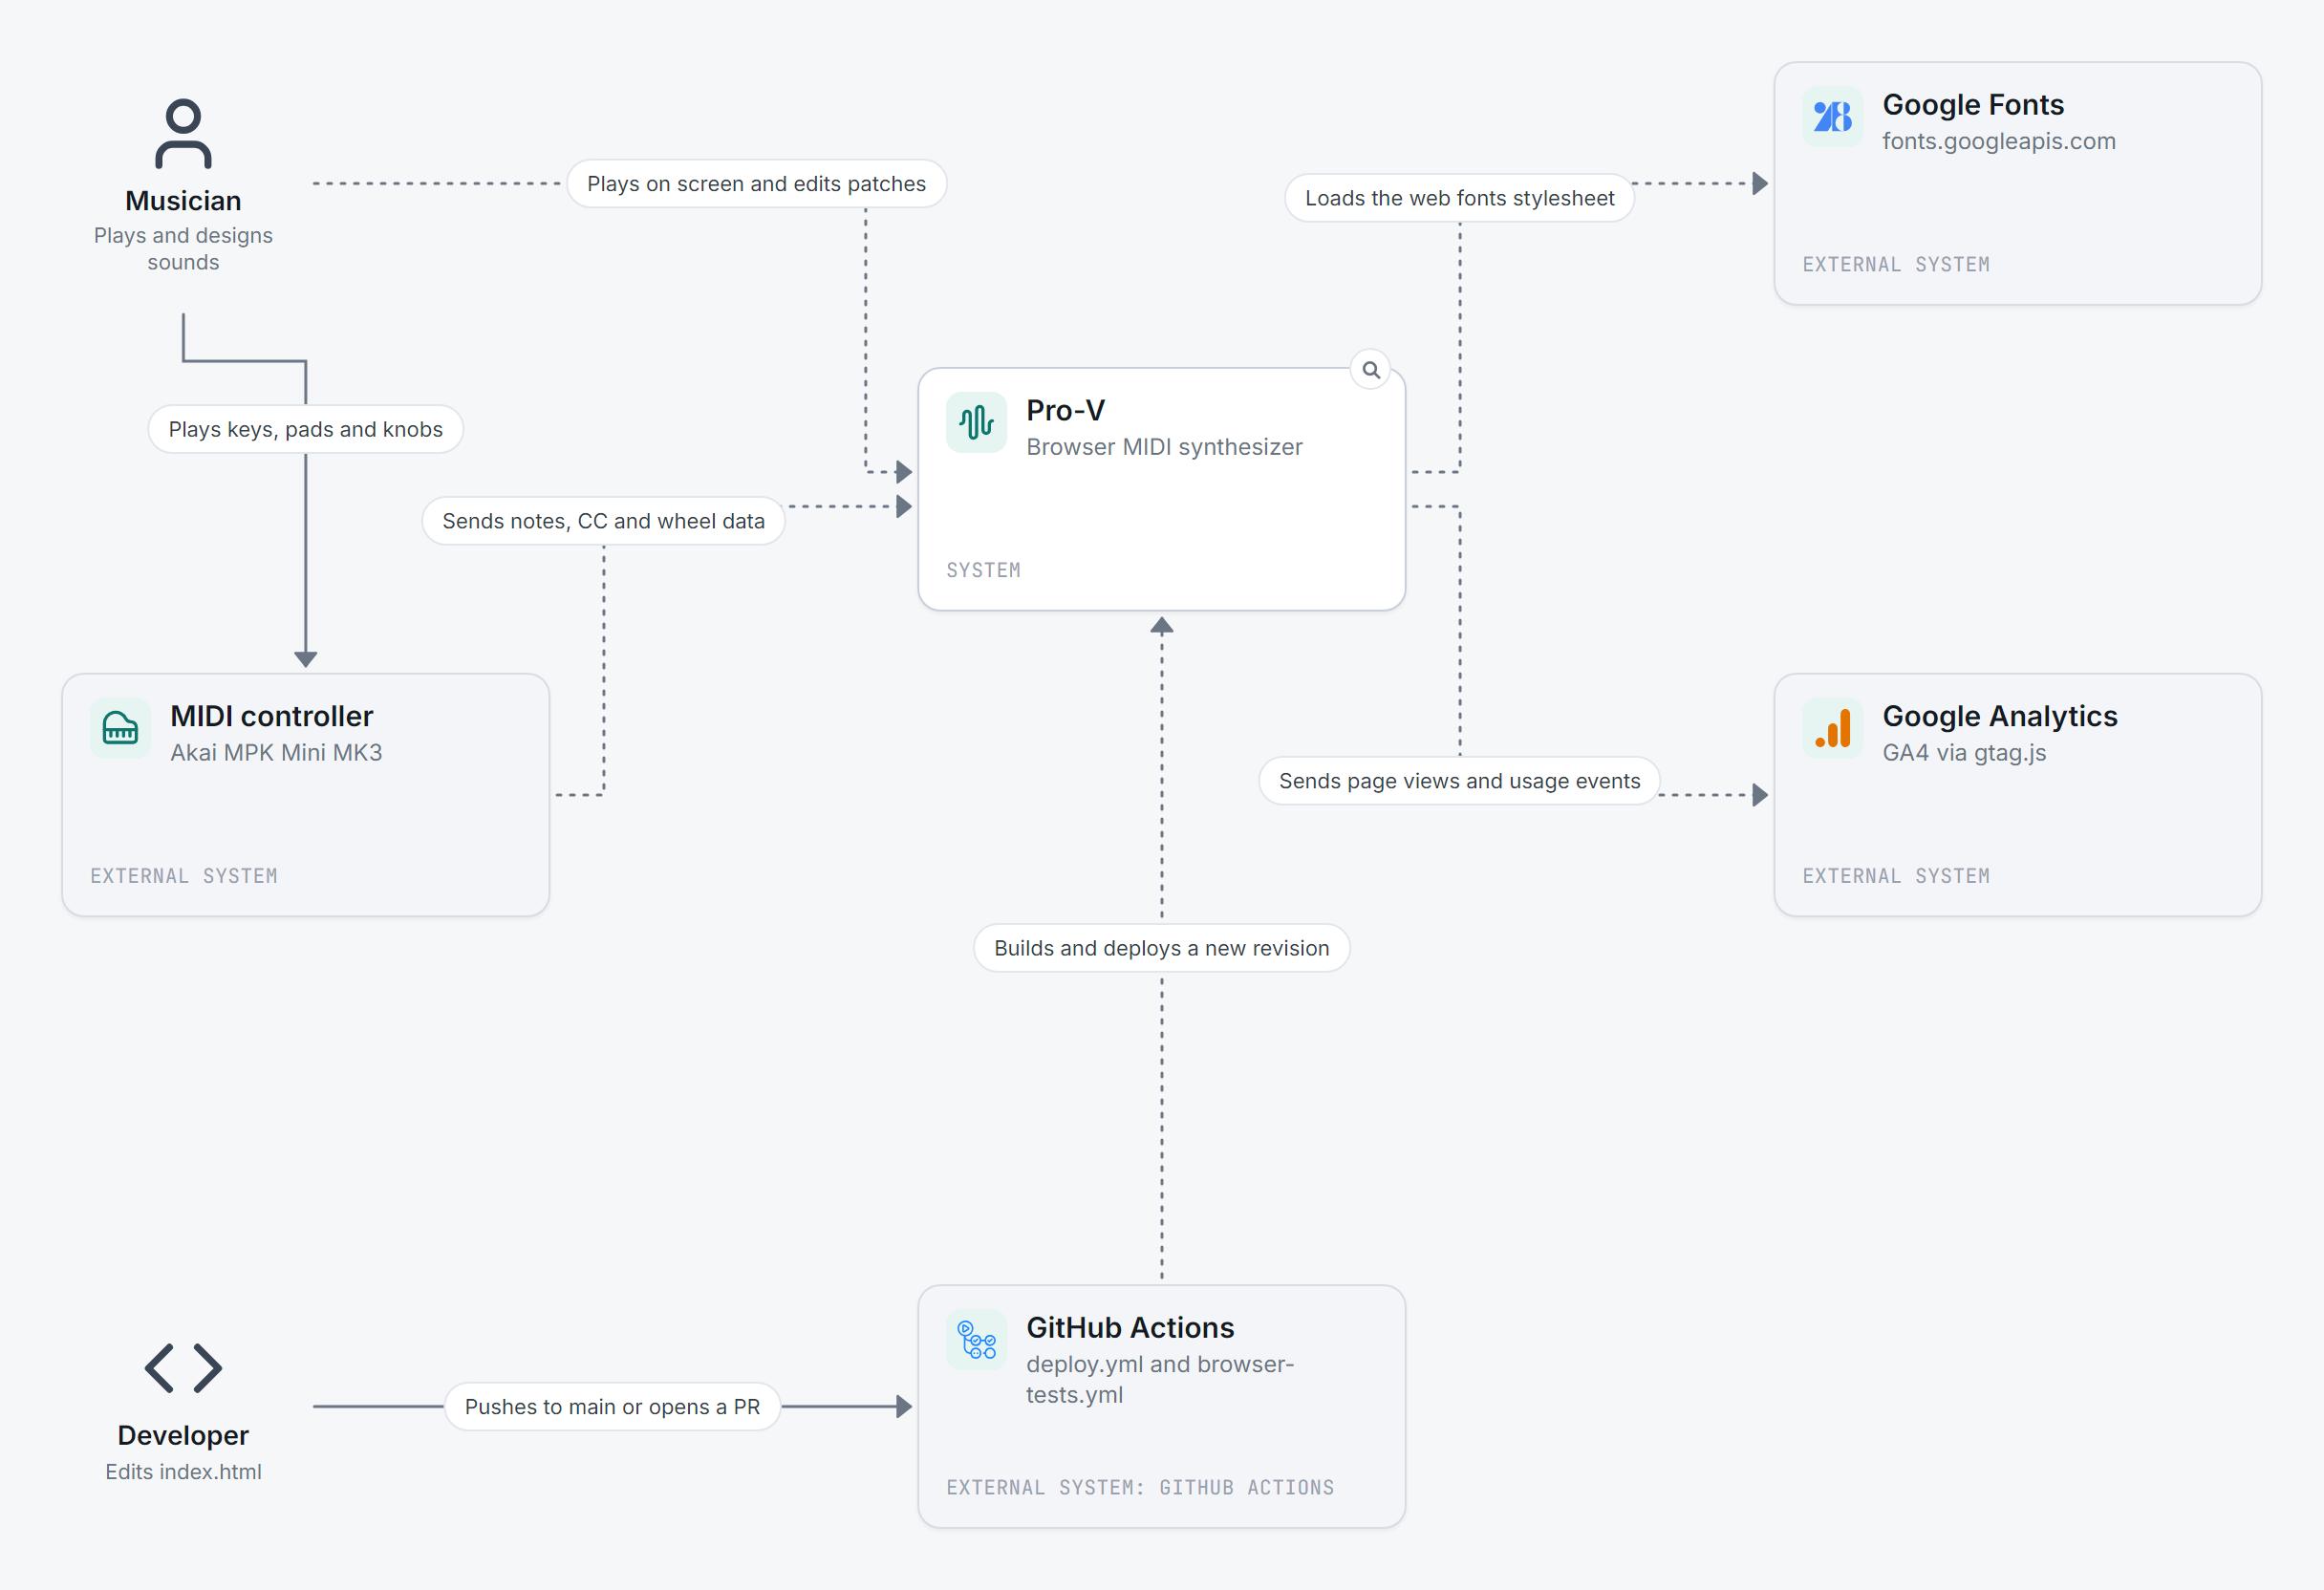 Musician
Plays and designs
sounds
Plays on screen and edits patches
Loads the web fonts stylesheet
Google Fonts
fonts.googleapis.com
EXTERNAL SYSTEM
Plays keys, pads and knobs
Pro-V
Browser MIDI synthesizer
SYSTEM
Sends notes, CC and wheel data
MIDI controller
Akai MPK Mini MK3
EXTERNAL SYSTEM
Sends page views and usage events
Google Analytics
GA4 via gtag.js
EXTERNAL SYSTEM
Builds and deploys a new revision
Developer
Edits index.html
Pushes to main or opens a PR
GitHub Actions
deploy.yml and browser-
tests.yml
EXTERNAL SYSTEM: GITHUB ACTIONS